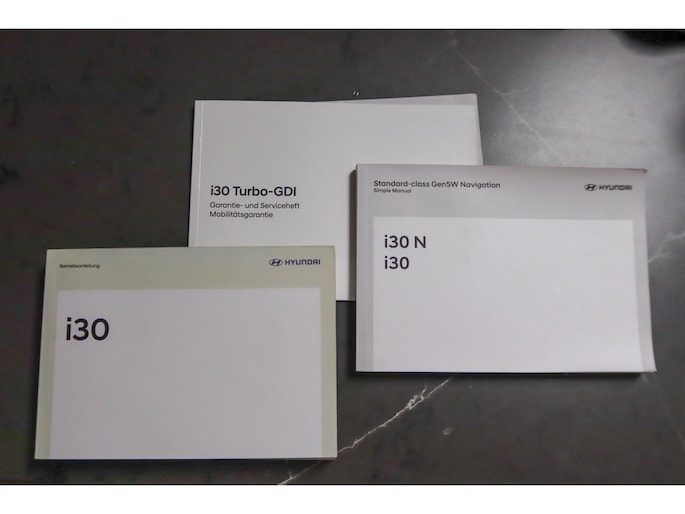 i30 Turbo-GDI
Garantie- und Serviceheft
Mobilitätsgarantie
Standard-class Gen5W Navigation
Simple Manual
HYUNDAI
i30 N
i30
Betriebsanleitung
HYUNDAI
i30